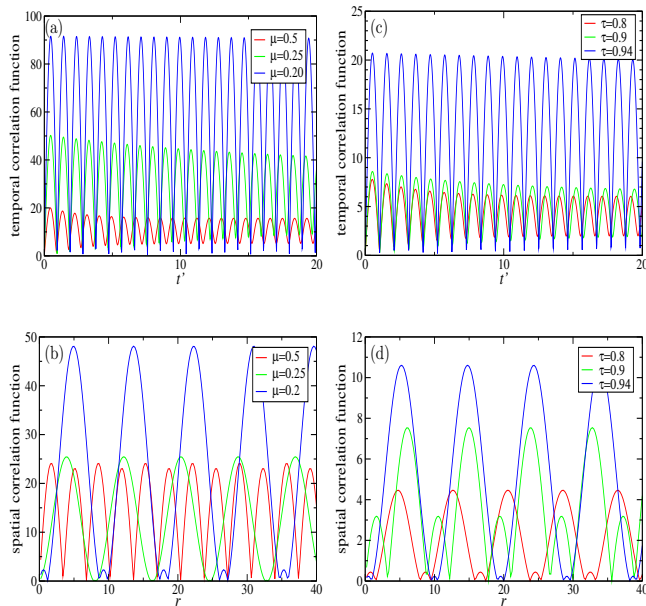 (a)
temporal correlation function
100
80
60
40
20
0
μ=0.5
μ=0.25
μ=0.20
0
10
20
t’
(c)
temporal correlation function
25
20
15
10
5
0
τ=0.8
τ=0.9
τ=0.94
0
10
20
t’
(b)
spatial correlation function
50
40
30
20
10
0
μ=0.5
μ=0.25
μ=0.2
0
10
20
30
40
r
(d)
spatial correlation function
12
10
8
6
4
2
0
τ=0.8
τ=0.9
τ=0.94
0
10
20
30
40
r